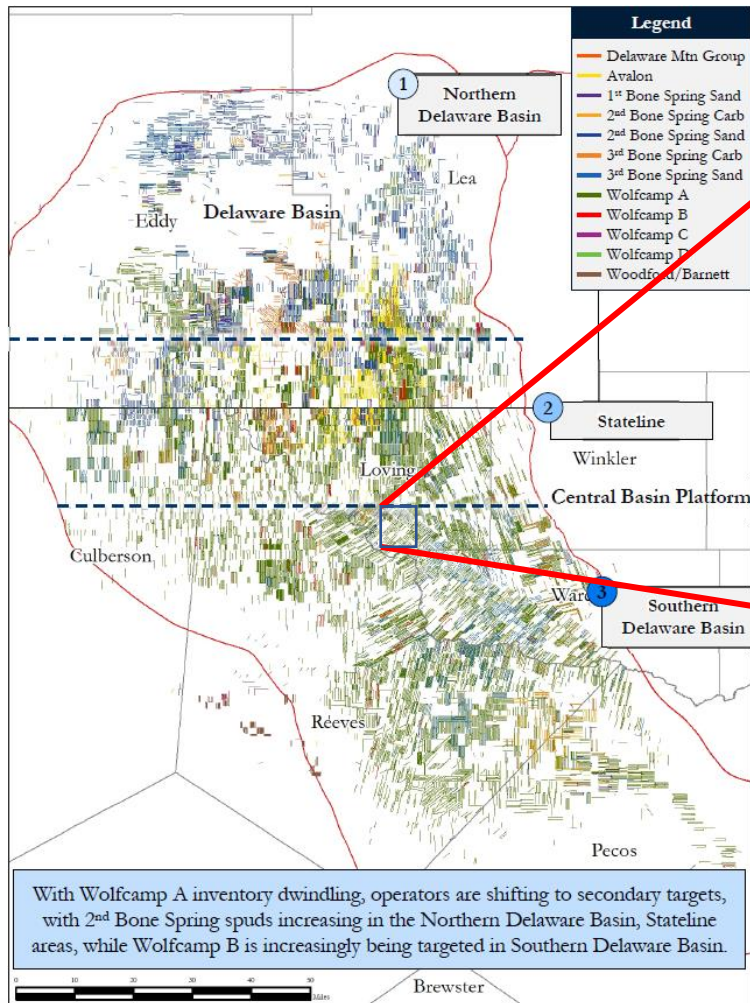 Legend
Delaware Mtn Group
Avalon
1st Bone Spring Sand
2nd Bone Spring Carb
2nd Bone Spring Sand
3rd Bone Spring Carb
3rd Bone Spring Sand
Wolfcamp A
Wolfcamp B
Wolfcamp C
Wolfcamp
Woodford/Barnett
1
Northern
Delaware Basin
Lea
Eddy
Delaware Basin
2
Stateline
Winkler
Loving
Central Basin Platform
Culberson
3
Southern
Delaware Basin
Reeves
Pecos
With Wolfcamp A inventory dwindling, operators are shifting to secondary targets,
with 2nd Bone Spring spuds increasing in the Northern Delaware Basin, Stateline
areas, while Wolfcamp B is increasingly being targeted in Southern Delaware Basin.
0 10 20 30 40 50
Miles
Brewster